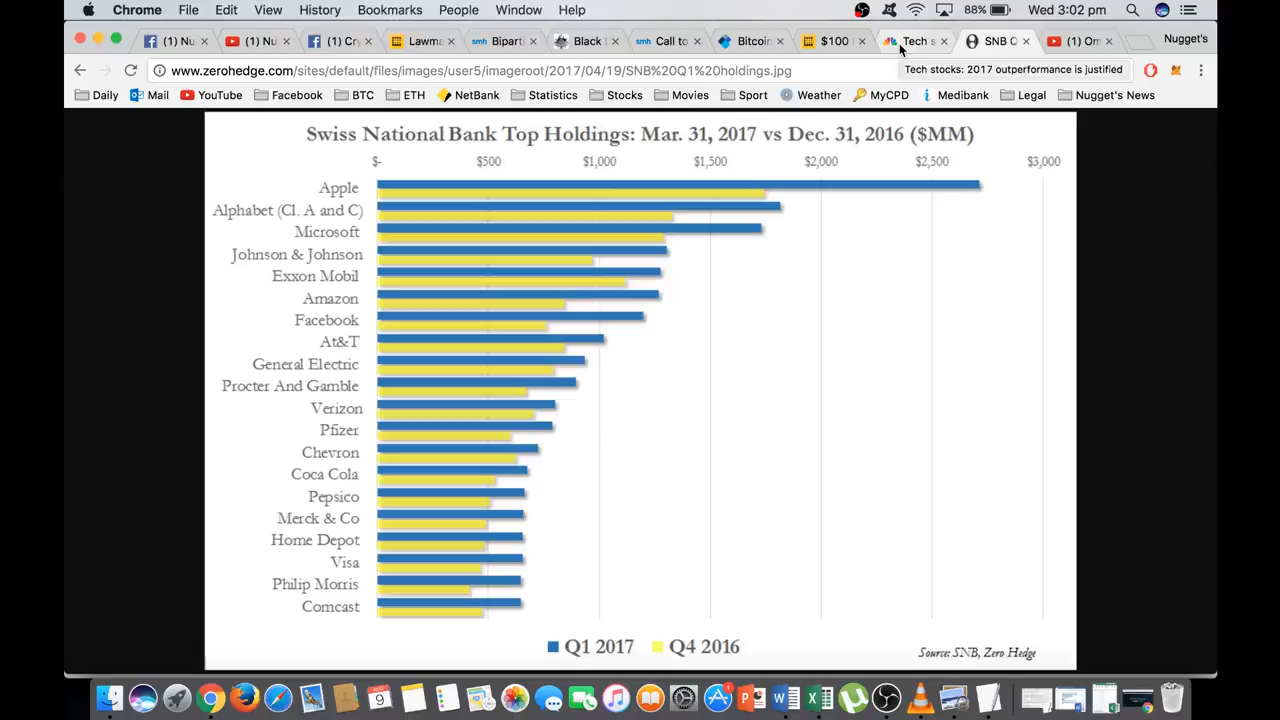 Chrome File Edit View History Bookmarks People Window Help 88% Wed 3:02 pm
(1) Nu (1) Nu (1) Cry Lawma Biparti Black Call to Bitcoin $100 Tech s SNB Q (1) Om Nugget's
www.zerohedge.com/sites/default/files/images/user5/imageroot/2017/04/19/SNB%20Q1%20holdings.jpg
Tech stocks: 2017 outperformance is justified
Daily Mail YouTube Facebook BTC ETH NetBank Statistics Stocks Movies Sport Weather MyCPD Medibank Legal Nugget's News
Swiss National Bank Top Holdings: Mar. 31, 2017 vs Dec. 31, 2016 ($MM)
$- $500 $1,000 $1,500 $2,000 $2,500 $3,000
Apple
Alphabet (Cl. A and C)
Microsoft
Johnson & Johnson
Exxon Mobil
Amazon
Facebook
At&T
General Electric
Procter And Gamble
Verizon
Pfizer
Chevron
Coca Cola
Pepsico
Merck & Co
Home Depot
Visa
Philip Morris
Comcast
Q1 2017 Q4 2016
Source: SNB, Zero Hedge